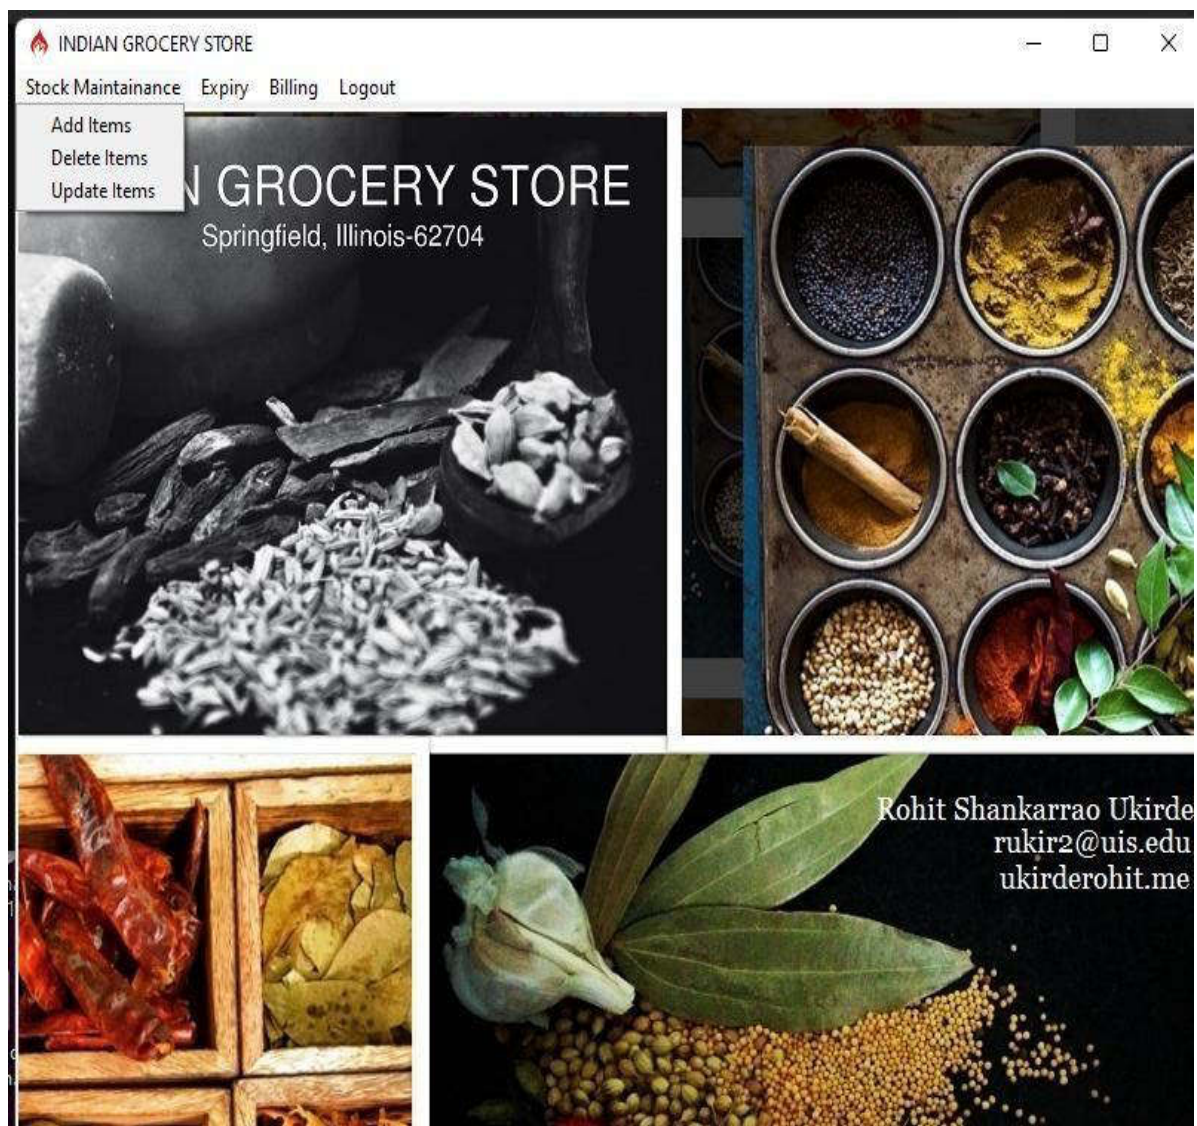 INDIAN GROCERY STORE
Stock Maintainance Expiry Billing Logout
Add Items
Delete Items
Update Items
N GROCERY STORE
Springfield, Illinois-62704
Rohit Shankarrao Ukirde
rukir2@uis.edu
ukirderohit.me